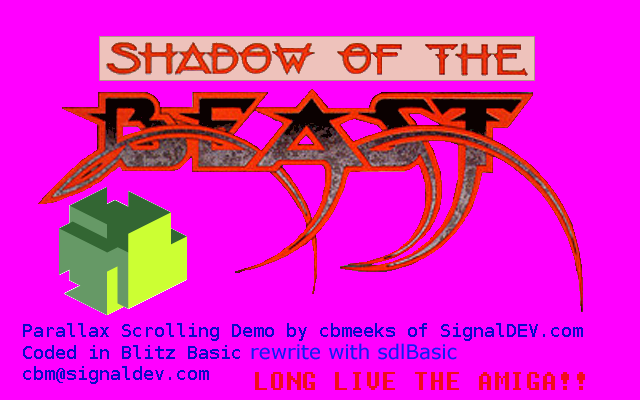 SHADOW OF THE
BEAST
Parallax Scrolling Demo by cbmeeks of SignalDEV.com
Coded in Blitz Basic rewrite with sdlBasic
cbm@signaldev.com
LONG LIVE THE AMIGA!!